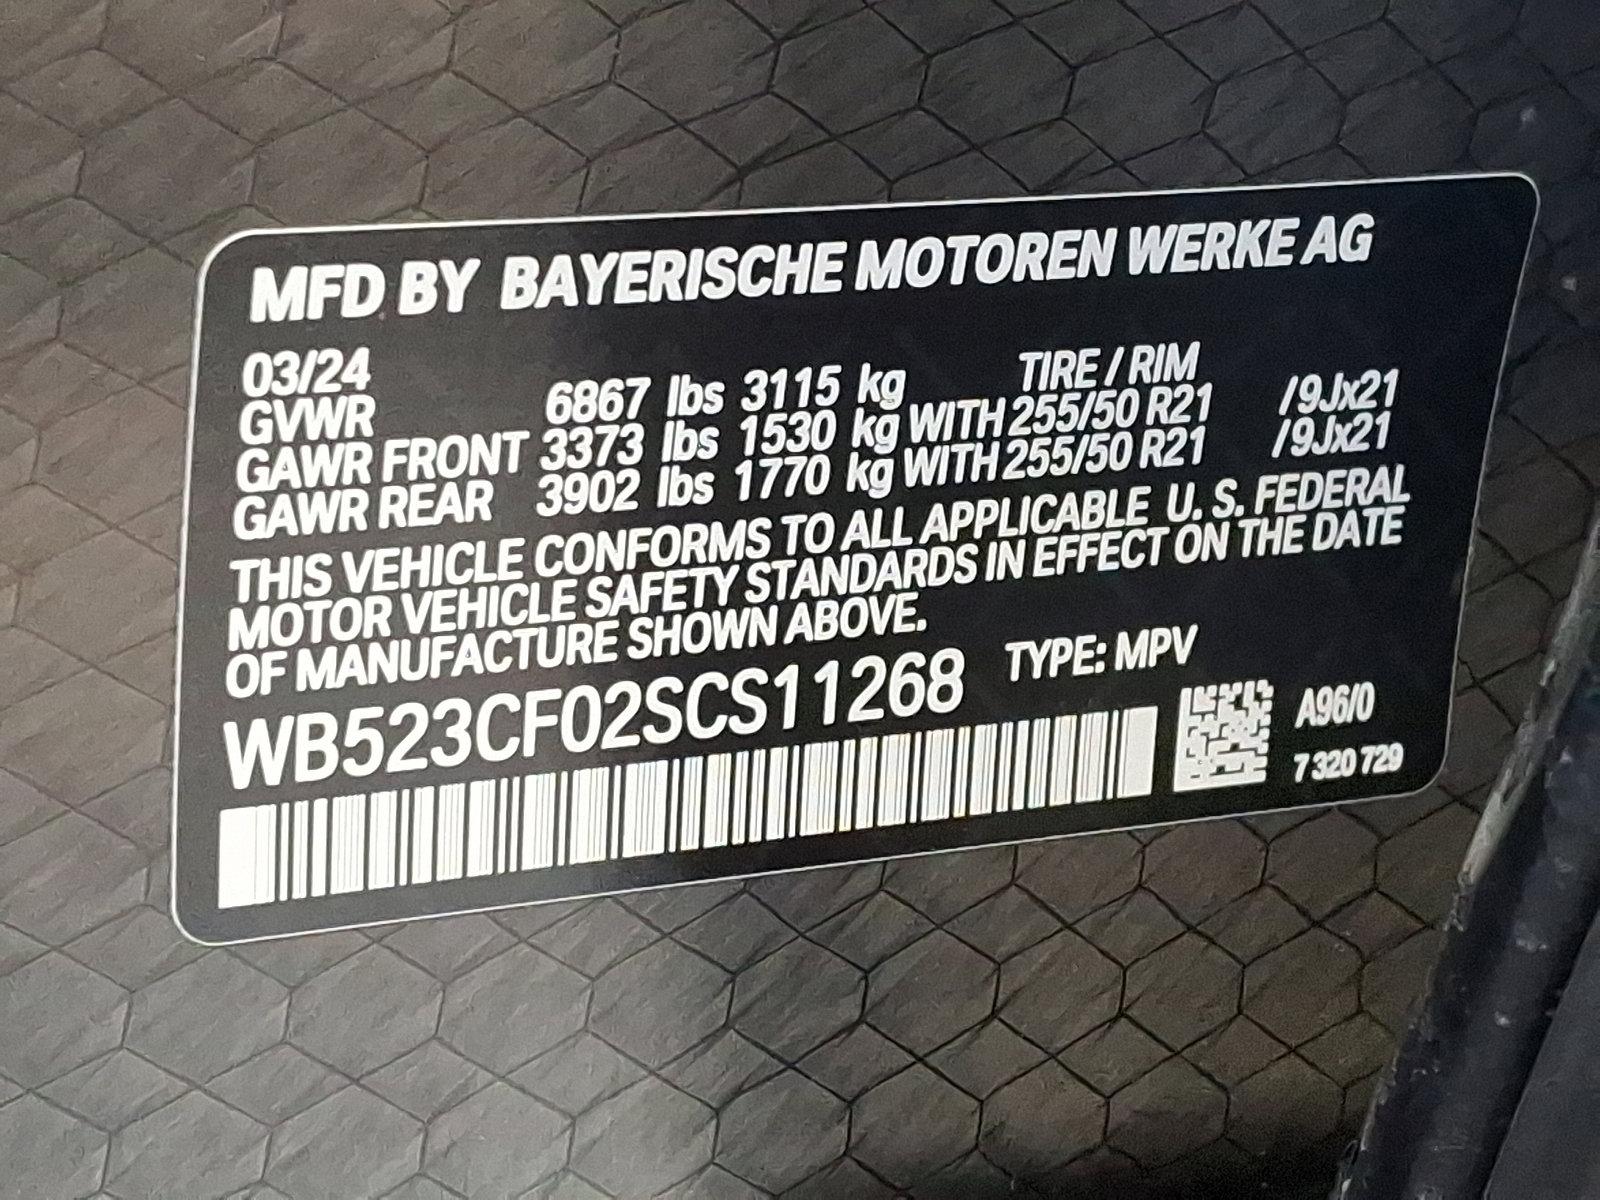 MFD BY BAYERISCHE MOTOREN WERKE AG
03/24 TIRE / RIM
GVWR 6867 lbs 3115 kg
GAWR FRONT 3373 lbs 1530 kg WITH 255/50 R21 /9Jx21
GAWR REAR 3902 lbs 1770 kg WITH 255/50 R21 /9Jx21
THIS VEHICLE CONFORMS TO ALL APPLICABLE U. S. FEDERAL
MOTOR VEHICLE SAFETY STANDARDS IN EFFECT ON THE DATE
OF MANUFACTURE SHOWN ABOVE.
WB523CF02SCS11268 TYPE: MPV
A96/0
7 320 729